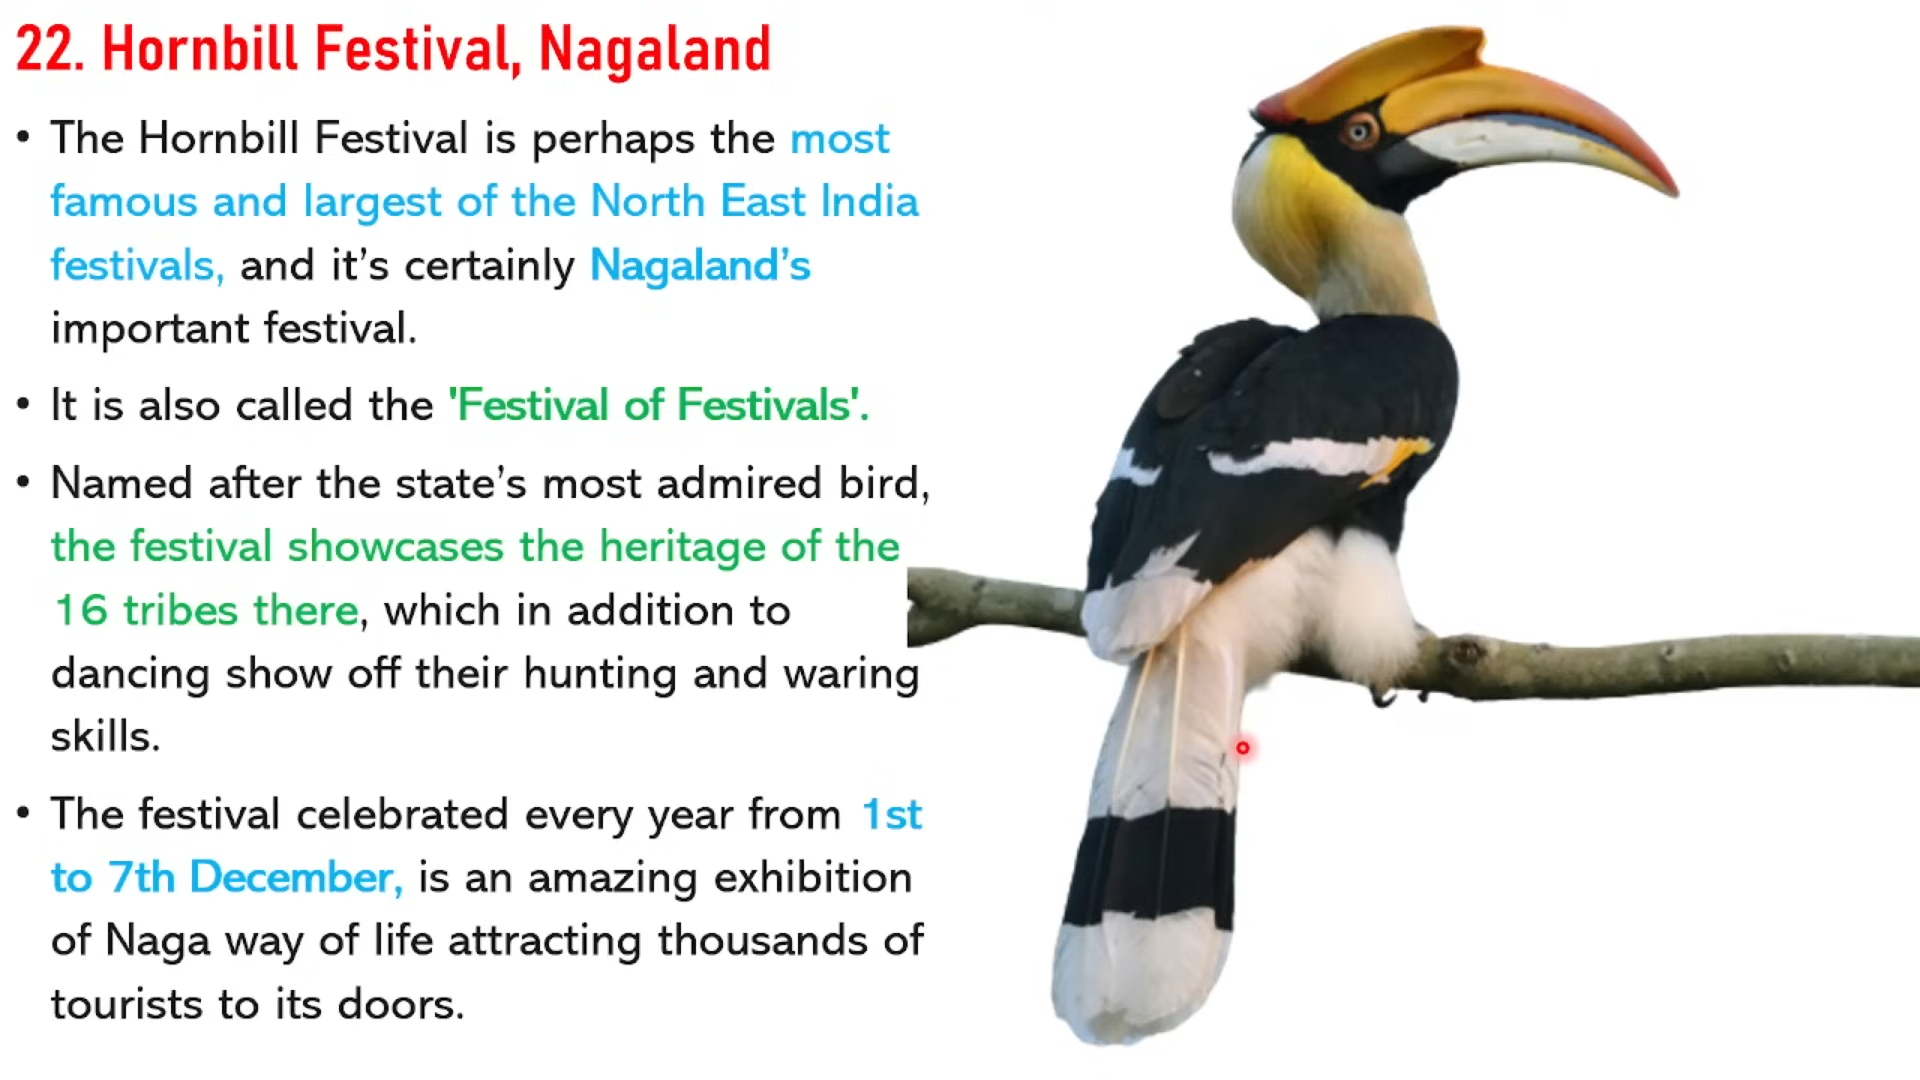 22. Hornbill Festival, Nagaland
• The Hornbill Festival is perhaps the most
famous and largest of the North East India
festivals, and it’s certainly Nagaland’s
important festival.
• It is also called the 'Festival of Festivals'.
• Named after the state’s most admired bird,
the festival showcases the heritage of the
16 tribes there, which in addition to
dancing show off their hunting and waring
skills.
• The festival celebrated every year from 1st
to 7th December, is an amazing exhibition
of Naga way of life attracting thousands of
tourists to its doors.